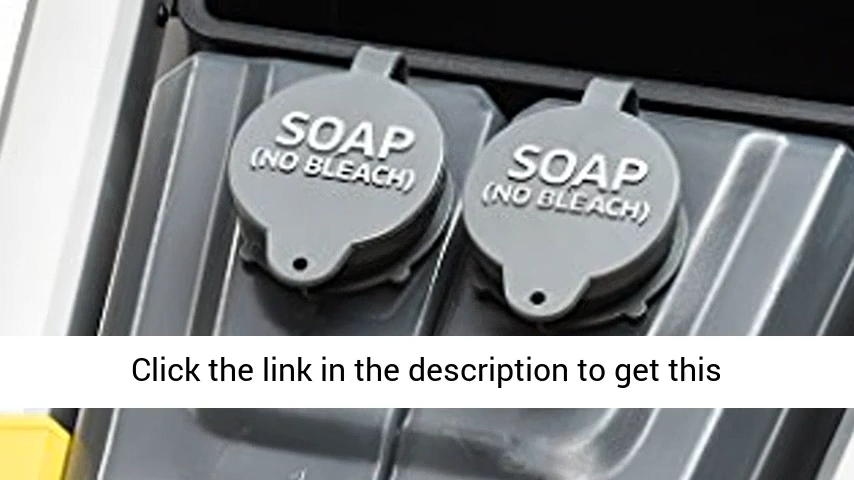 SOAP
(NO BLEACH)
SOAP
(NO BLEACH)
Click the link in the description to get this